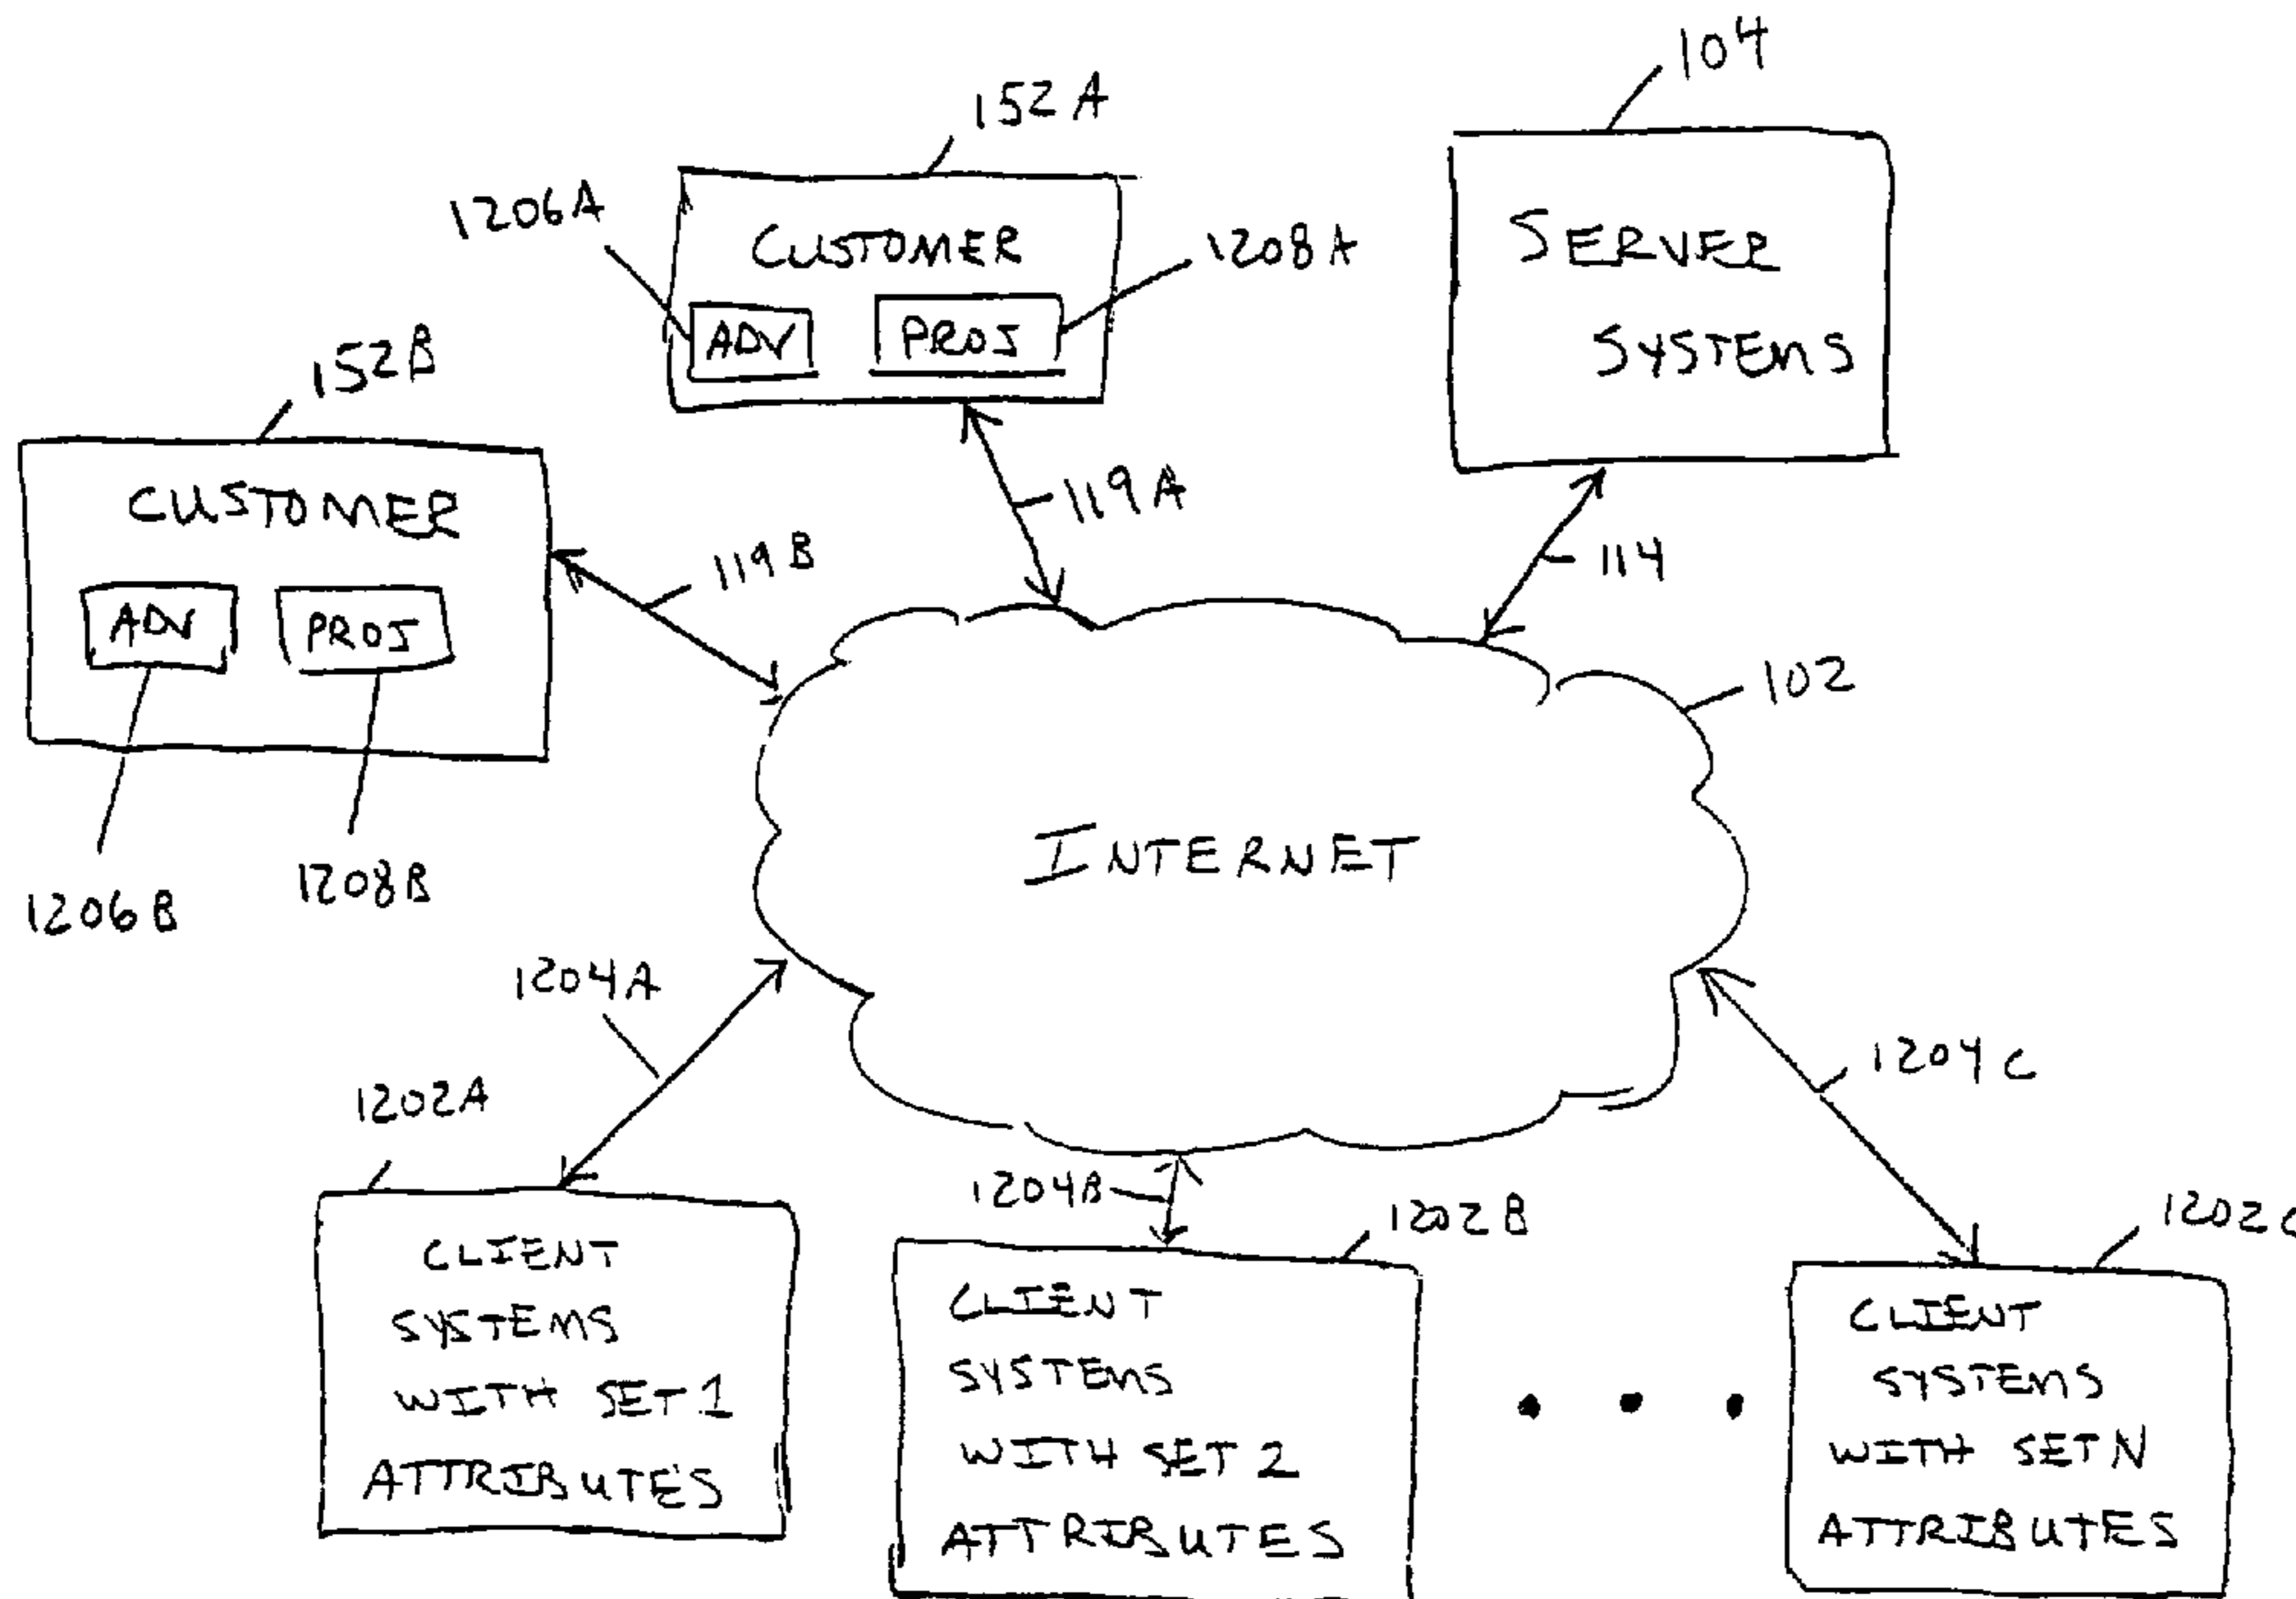 104
152A
1206A
CUSTOMER
1208A
SERVER
SYSTEMS
ADV
PROJ
152B
CUSTOMER
ADV
PROJ
119A
119B
114
102
INTERNET
1206B
1208B
1204A
1204C
1202A
1204B
1202B
1202C
CLIENT
SYSTEMS
WITH SET 1
ATTRIBUTES
CLIENT
SYSTEMS
WITH SET 2
ATTRIBUTES
• • •
CLIENT
SYSTEMS
WITH SET N
ATTRIBUTES